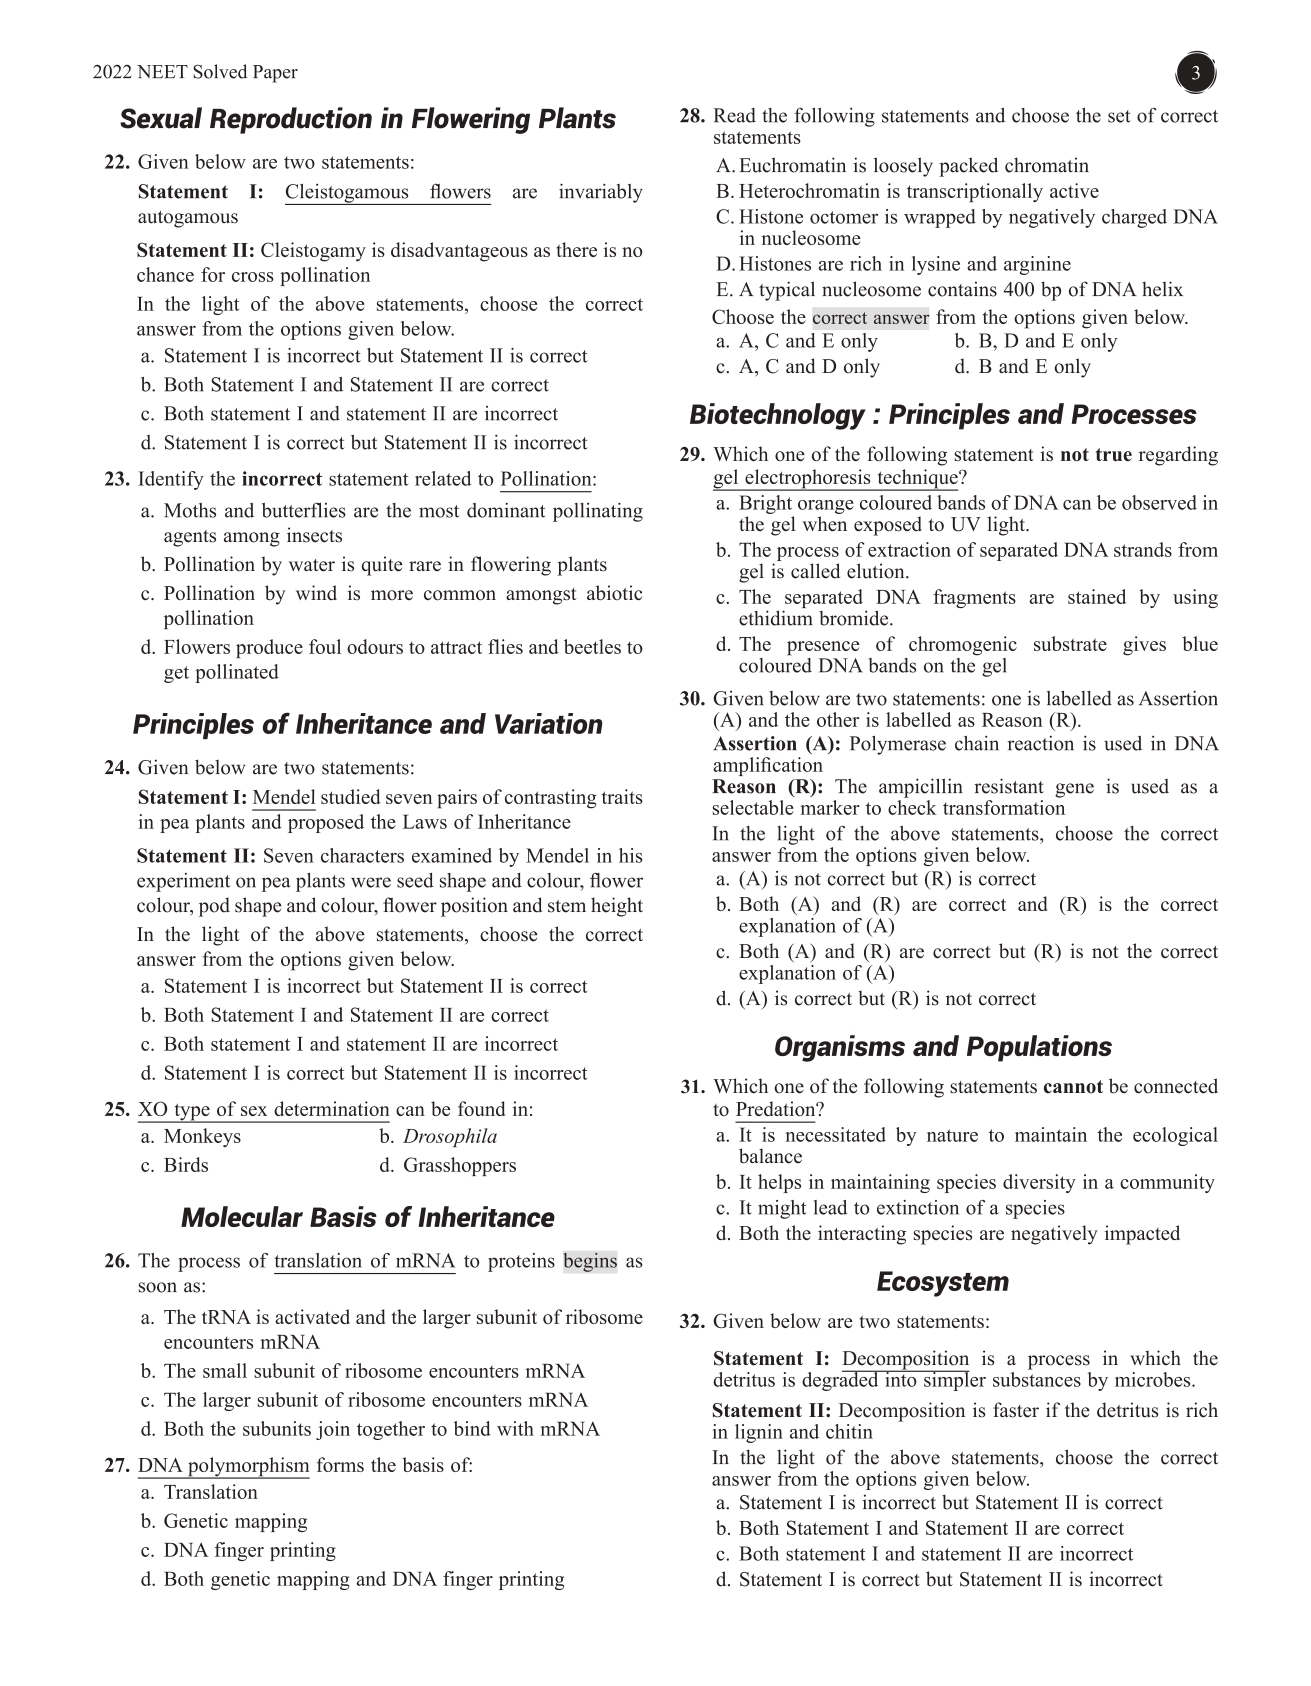 2022 NEET Solved Paper
3
Sexual Reproduction in Flowering Plants
22. Given below are two statements:
Statement I: Cleistogamous flowers are invariably
autogamous
Statement II: Cleistogamy is disadvantageous as there is no
chance for cross pollination
In the light of the above statements, choose the correct
answer from the options given below.
a. Statement I is incorrect but Statement II is correct
b. Both Statement I and Statement II are correct
c. Both statement I and statement II are incorrect
d. Statement I is correct but Statement II is incorrect
23. Identify the incorrect statement related to Pollination:
a. Moths and butterflies are the most dominant pollinating
agents among insects
b. Pollination by water is quite rare in flowering plants
c. Pollination by wind is more common amongst abiotic
pollination
d. Flowers produce foul odours to attract flies and beetles to
get pollinated
Principles of Inheritance and Variation
24. Given below are two statements:
Statement I: Mendel studied seven pairs of contrasting traits
in pea plants and proposed the Laws of Inheritance
Statement II: Seven characters examined by Mendel in his
experiment on pea plants were seed shape and colour, flower
colour, pod shape and colour, flower position and stem height
In the light of the above statements, choose the correct
answer from the options given below.
a. Statement I is incorrect but Statement II is correct
b. Both Statement I and Statement II are correct
c. Both statement I and statement II are incorrect
d. Statement I is correct but Statement II is incorrect
25. XO type of sex determination can be found in:
a. Monkeys b. Drosophila
c. Birds d. Grasshoppers
Molecular Basis of Inheritance
26. The process of translation of mRNA to proteins begins as
soon as:
a. The tRNA is activated and the larger subunit of ribosome
encounters mRNA
b. The small subunit of ribosome encounters mRNA
c. The larger subunit of ribosome encounters mRNA
d. Both the subunits join together to bind with mRNA
27. DNA polymorphism forms the basis of:
a. Translation
b. Genetic mapping
c. DNA finger printing
d. Both genetic mapping and DNA finger printing
28. Read the following statements and choose the set of correct
statements
A. Euchromatin is loosely packed chromatin
B. Heterochromatin is transcriptionally active
C. Histone octomer is wrapped by negatively charged DNA
in nucleosome
D. Histones are rich in lysine and arginine
E. A typical nucleosome contains 400 bp of DNA helix
Choose the correct answer from the options given below.
a. A, C and E only b. B, D and E only
c. A, C and D only d. B and E only
Biotechnology : Principles and Processes
29. Which one of the following statement is not true regarding
gel electrophoresis technique?
a. Bright orange coloured bands of DNA can be observed in
the gel when exposed to UV light.
b. The process of extraction of separated DNA strands from
gel is called elution.
c. The separated DNA fragments are stained by using
ethidium bromide.
d. The presence of chromogenic substrate gives blue
coloured DNA bands on the gel
30. Given below are two statements: one is labelled as Assertion
(A) and the other is labelled as Reason (R).
Assertion (A): Polymerase chain reaction is used in DNA
amplification
Reason (R): The ampicillin resistant gene is used as a
selectable marker to check transformation
In the light of the above statements, choose the correct
answer from the options given below.
a. (A) is not correct but (R) is correct
b. Both (A) and (R) are correct and (R) is the correct
explanation of (A)
c. Both (A) and (R) are correct but (R) is not the correct
explanation of (A)
d. (A) is correct but (R) is not correct
Organisms and Populations
31. Which one of the following statements cannot be connected
to Predation?
a. It is necessitated by nature to maintain the ecological
balance
b. It helps in maintaining species diversity in a community
c. It might lead to extinction of a species
d. Both the interacting species are negatively impacted
Ecosystem
32. Given below are two statements:
Statement I: Decomposition is a process in which the
detritus is degraded into simpler substances by microbes.
Statement II: Decomposition is faster if the detritus is rich
in lignin and chitin
In the light of the above statements, choose the correct
answer from the options given below.
a. Statement I is incorrect but Statement II is correct
b. Both Statement I and Statement II are correct
c. Both statement I and statement II are incorrect
d. Statement I is correct but Statement II is incorrect